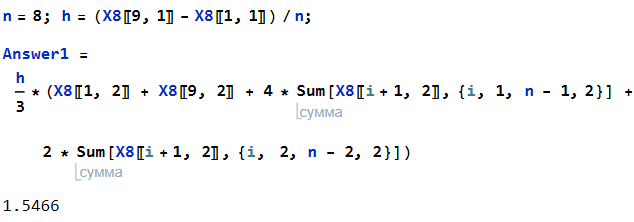 n = 8; h = (X8⟦9, 1⟧ - X8⟦1, 1⟧) / n;
Answer1 =
h
3
* (X8⟦1, 2⟧ + X8⟦9, 2⟧ + 4 * Sum[X8⟦i + 1, 2⟧, {i, 1, n - 1, 2}] +
сумма
2 * Sum[X8⟦i + 1, 2⟧, {i, 2, n - 2, 2}])
сумма
1.5466